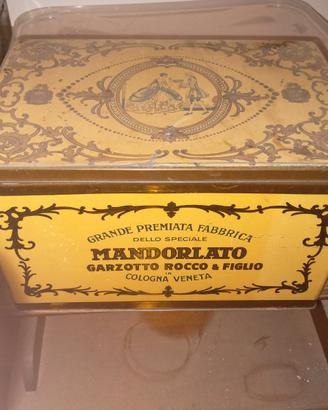 GRANDE PREMIATA FABBRICA
DELLO SPECIALE
MANDORLATO
GARZOTTO ROCCO & FIGLIO
IN
COLOGNA VENETA